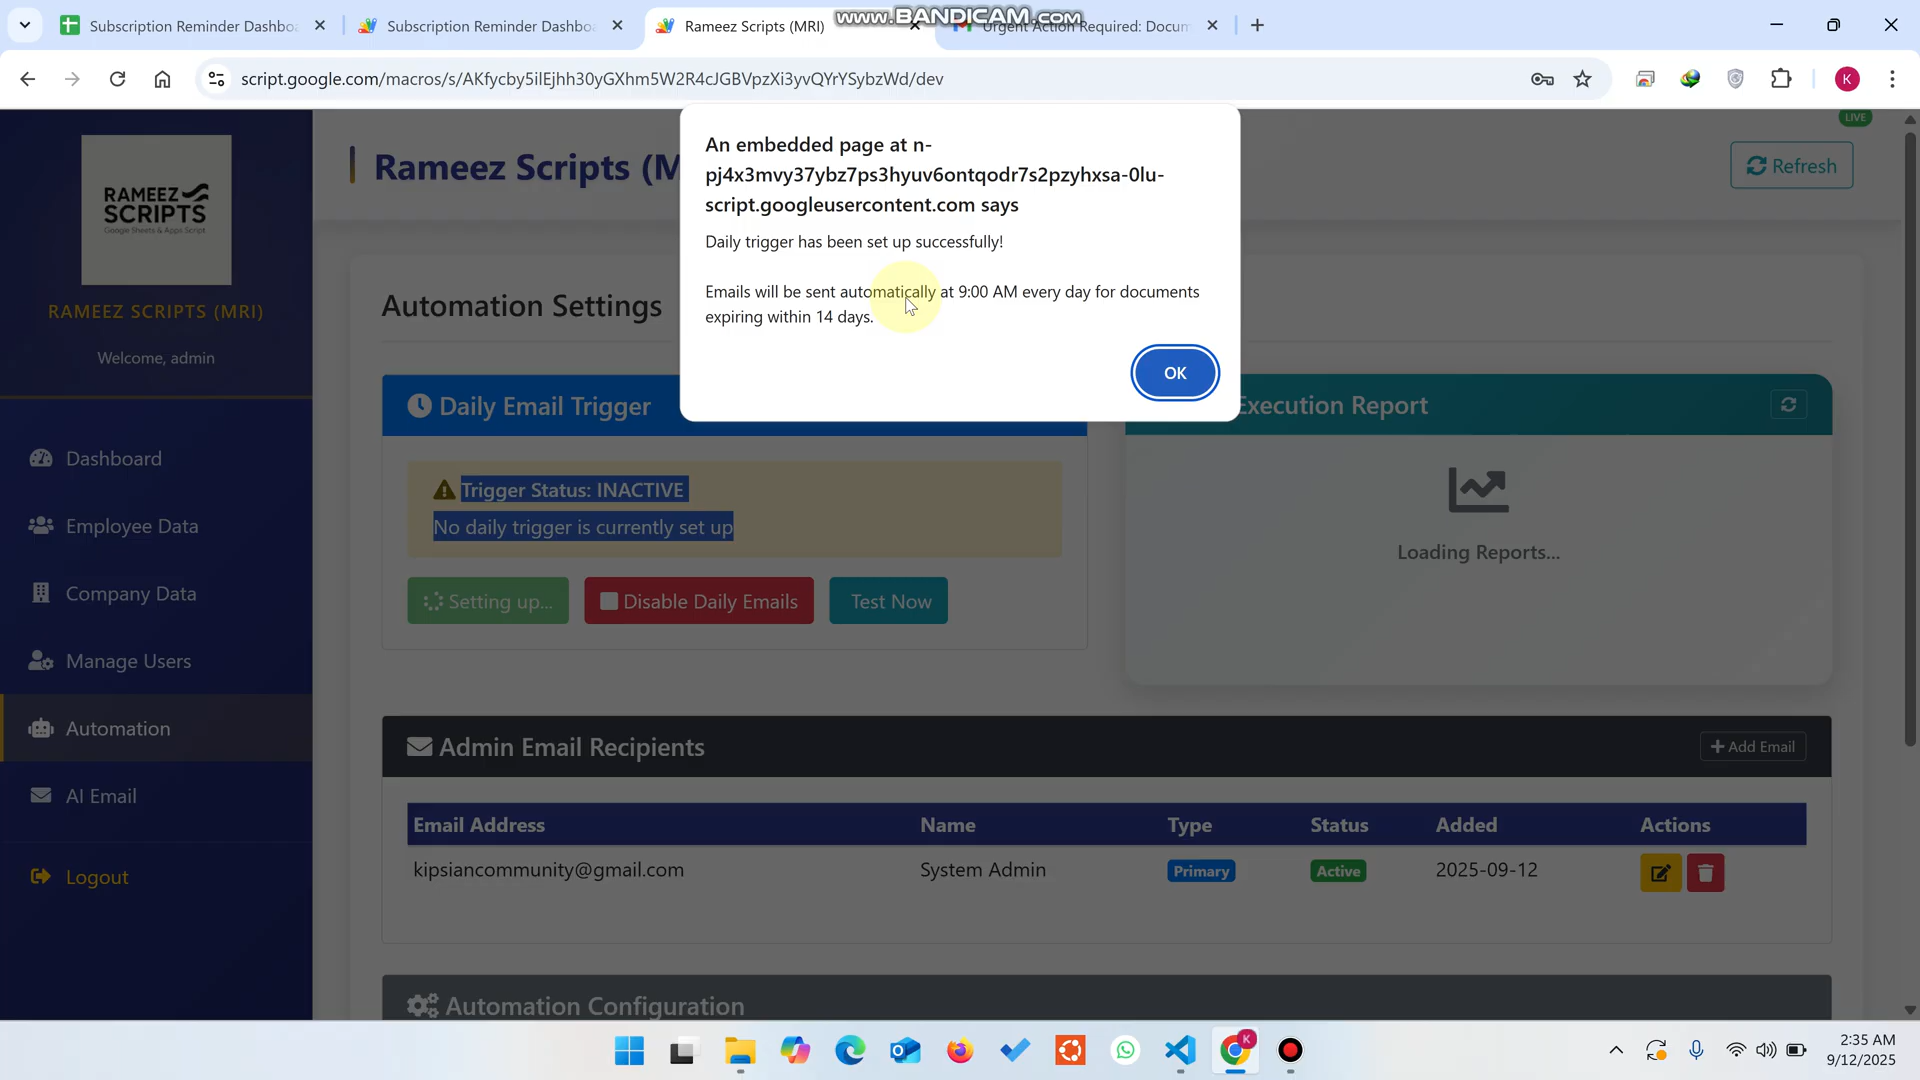 Subscription Reminder Dashbo
Subscription Reminder Dashbo
Rameez Scripts (MRI)
www.BANDICAM.com
Urgent Action Required: Docum
script.google.com/macros/s/AKfycby5ilEjhh30yGXhm5W2R4cJGBVpzXi3yvQYrYSybzWd/dev
K
RAMEEZ
SCRIPTS
Google Sheets & Apps Script
RAMEEZ SCRIPTS (MRI)
Welcome, admin
Dashboard
Employee Data
Company Data
Manage Users
Automation
AI Email
Logout
Rameez Scripts (M
LIVE
Refresh
An embedded page at n-
pj4x3mvy37ybz7ps3hyuv6ontqodr7s2pzyhxsa-0lu-
script.googleusercontent.com says
Daily trigger has been set up successfully!
Emails will be sent automatically at 9:00 AM every day for documents
expiring within 14 days.
OK
Automation Settings
Daily Email Trigger
Trigger Status: INACTIVE
No daily trigger is currently set up
Setting up...
Disable Daily Emails
Test Now
Execution Report
Loading Reports...
Admin Email Recipients
Add Email
Email Address Name Type Status Added Actions
kipsiancommunity@gmail.com System Admin Primary Active 2025-09-12
Automation Configuration
K
2:35 AM
9/12/2025